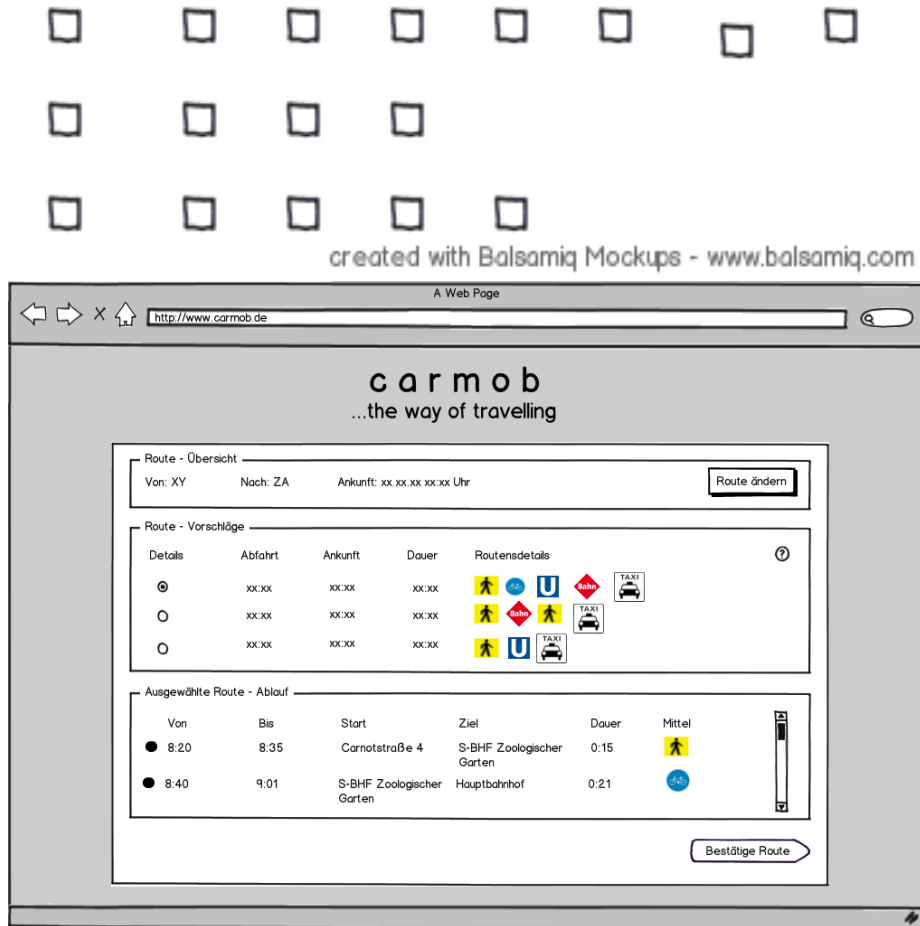 created with Balsamiq Mockups - www.balsamiq.com
A Web Page
http://www.carmob.de
carmob
...the way of travelling
Route - Übersicht
Von: XY Nach: ZA Ankunft: xx.xx.xx xx:xx Uhr Route ändern
Route - Vorschläge
Details Abfahrt Ankunft Dauer Routensdetails ?
xx:xx xx:xx xx:xx U Bahn TAXI
xx:xx xx:xx xx:xx Bahn TAXI
xx:xx xx:xx xx:xx U TAXI
Ausgewählte Route - Ablauf
Von Bis Start Ziel Dauer Mittel
8:20 8:35 Carnotstraße 4 S-BHF Zoologischer 0:15
Garten
8:40 9:01 S-BHF Zoologischer Hauptbahnhof 0:21
Garten
Bestätige Route